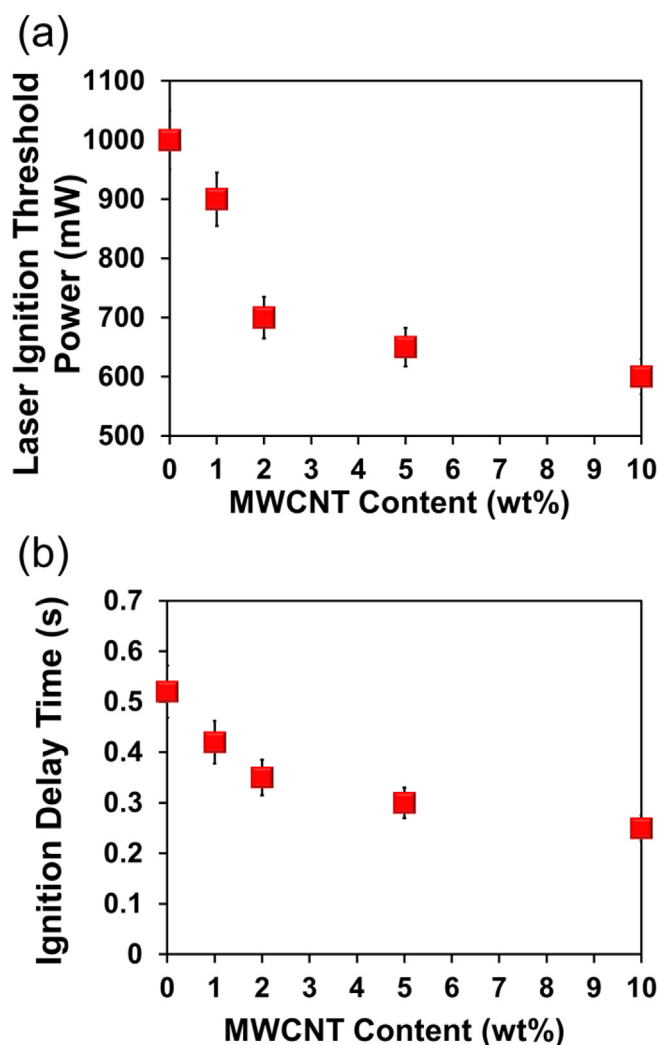 (a)
Laser Ignition Threshold
Power (mW)
1100
1000
900
800
700
600
500
0 1 2 3 4 5 6 7 8 9 10
MWCNT Content (wt%)
(b)
Ignition Delay Time (s)
0.7
0.6
0.5
0.4
0.3
0.2
0.1
0
0 1 2 3 4 5 6 7 8 9 10
MWCNT Content (wt%)